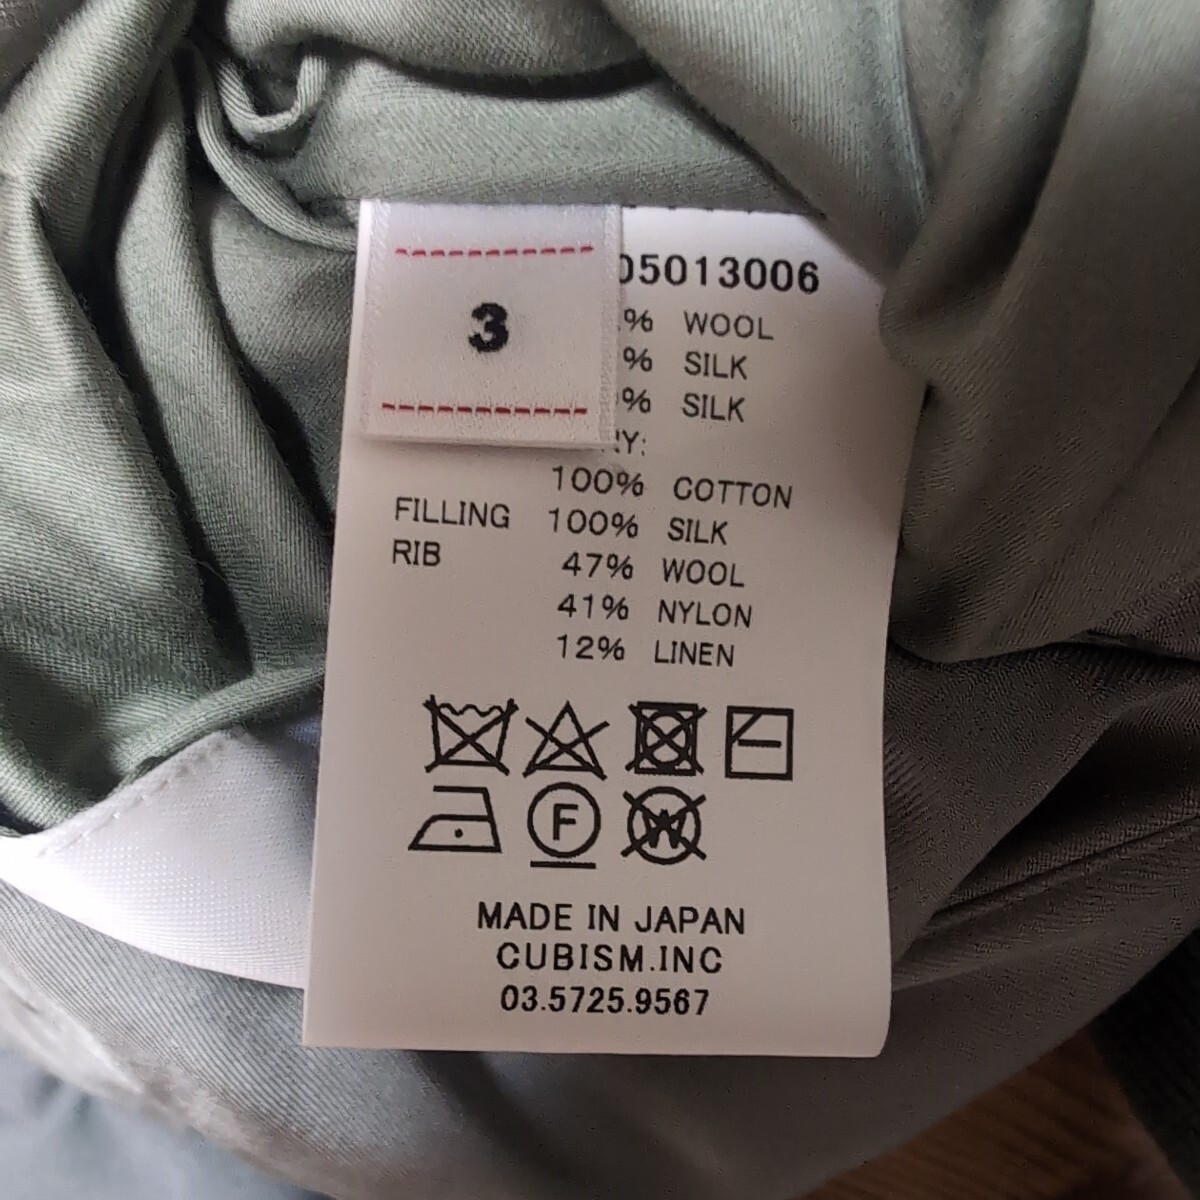 3
05013006
% WOOL
% SILK
% SILK
RY:
100% COTTON
FILLING 100% SILK
RIB 47% WOOL
41% NYLON
12% LINEN
F
W
MADE IN JAPAN
CUBISM.INC
03.5725.9567